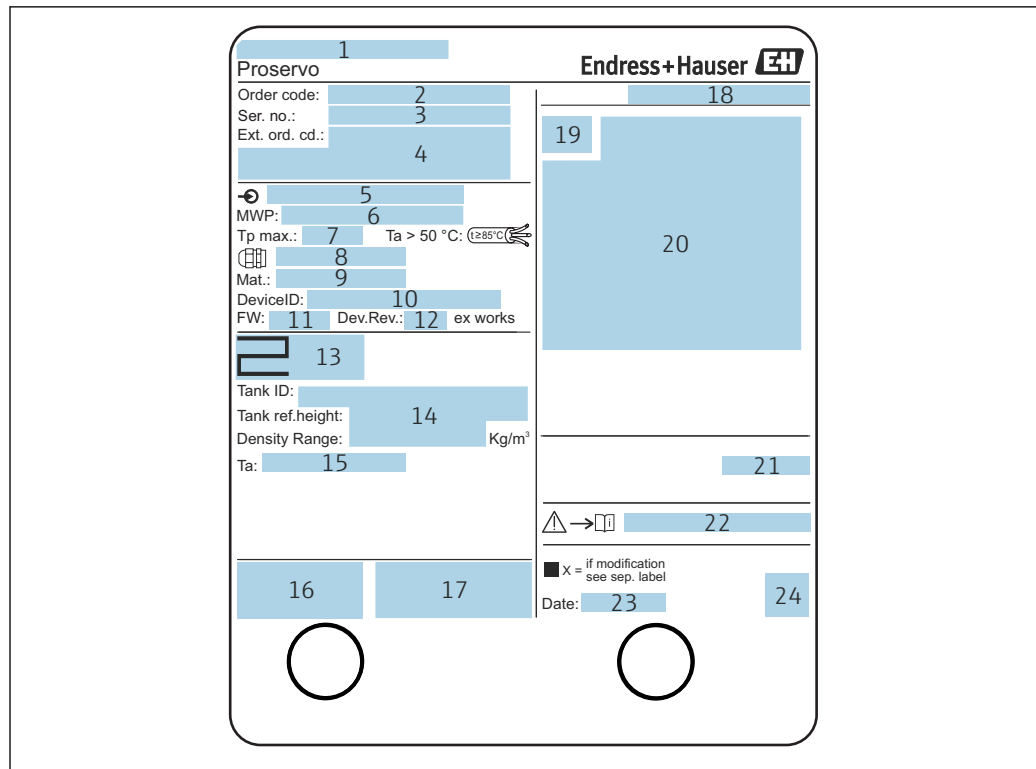 1
Proservo
Endress+Hauser EH
Order code: 2
Ser. no.: 3
Ext. ord. cd.:
4
5
MWP: 6
Tp max.: 7 Ta > 50 °C: t≥85°C
8
Mat.: 9
DeviceID: 10
FW: 11 Dev.Rev.: 12 ex works
13
Tank ID:
Tank ref.height: 14
Density Range: Kg/m³
Ta: 15
16 17
18
19
20
21
i 22
X = if modification
see sep. label
Date: 23
24